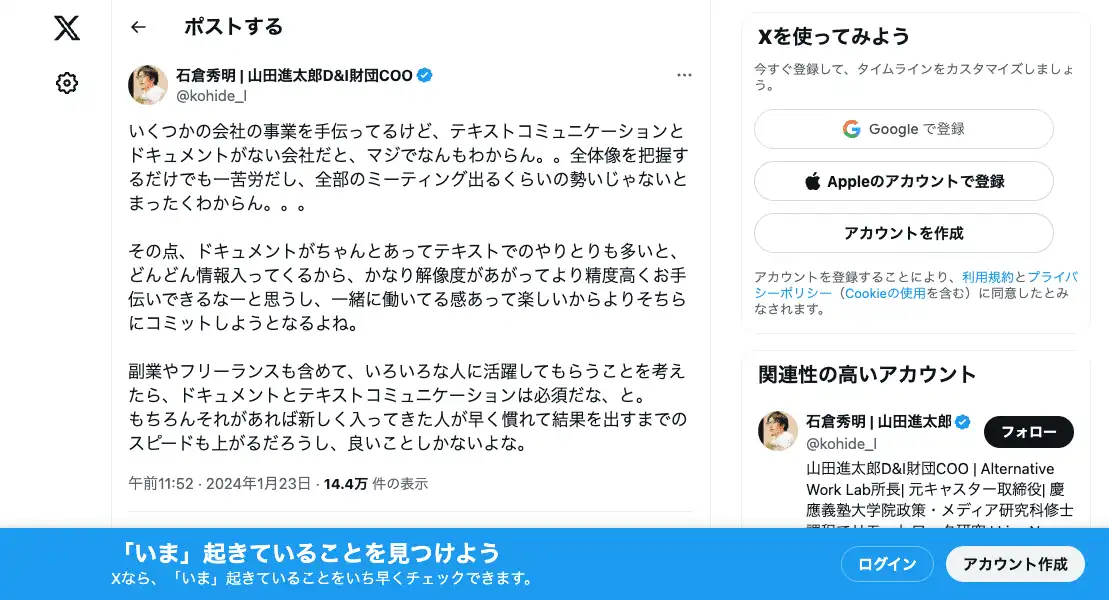 ポストする
石倉秀明 | 山田進太郎D&I財団COO
@kohide_l
いくつかの会社の事業を手伝ってるけど、テキストコミュニケーションと
ドキュメントがない会社だと、マジでなんもわからん。。全体像を把握す
るだけでも一苦労だし、全部のミーティング出るくらいの勢いじゃないと
まったくわからん。。。
その点、ドキュメントがちゃんとあってテキストでのやりとりも多いと、
どんどん情報入ってくるから、かなり解像度があがってより精度高くお手
伝いできるなーと思うし、一緒に働いてる感あって楽しいからよりそちら
にコミットしようとなるよね。
副業やフリーランスも含めて、いろいろな人に活躍してもらうことを考え
たら、ドキュメントとテキストコミュニケーションは必須だな、と。
もちろんそれがあれば新しく入ってきた人が早く慣れて結果を出すまでの
スピードも上がるだろうし、良いことしかないよな。
午前11:52 · 2024年1月23日 · 14.4万 件の表示
Xを使ってみよう
今すぐ登録して、タイムラインをカスタマイズしましょ
う。
Google で登録
Appleのアカウントで登録
アカウントを作成
アカウントを登録することにより、利用規約とプライバ
シーポリシー（Cookieの使用を含む）に同意したとみ
なされます。
関連性の高いアカウント
石倉秀明 | 山田進太郎
@kohide_l
フォロー
山田進太郎D&I財団COO | Alternative
Work Lab所長| 元キャスター取締役| 慶
應義塾大学院政策・メディア研究科修士
「いま」起きていることを見つけよう
Xなら、「いま」起きていることをいち早くチェックできます。
ログイン
アカウント作成